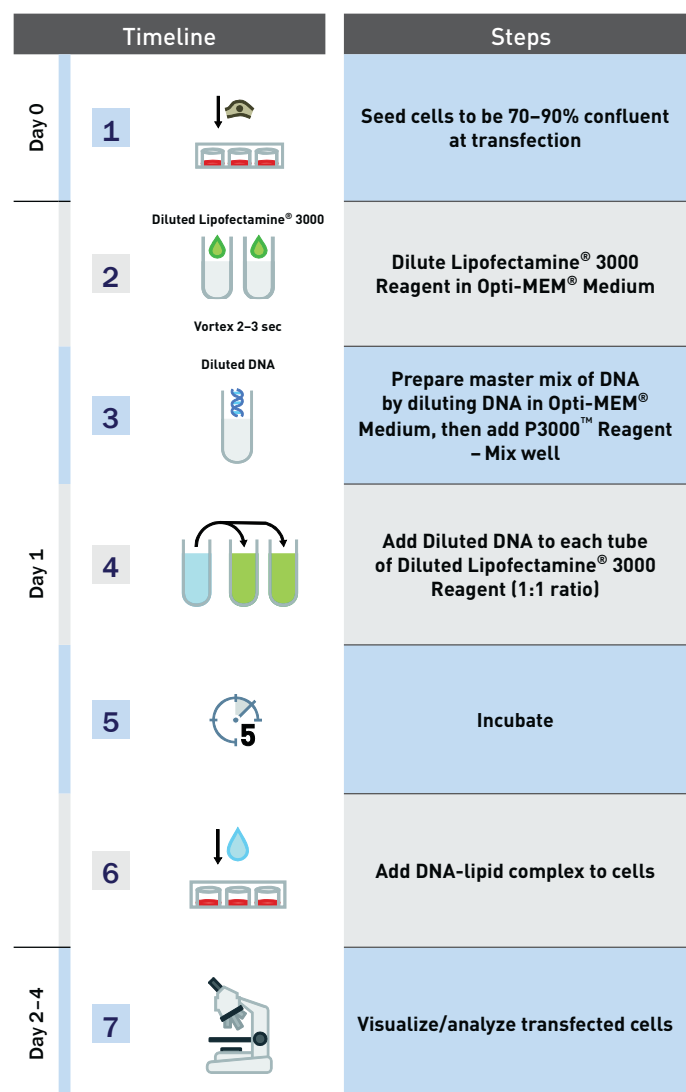 Timeline
Steps
Day 0
1
Seed cells to be 70–90% confluent
at transfection
Day 1
2
Diluted Lipofectamine® 3000
Vortex 2–3 sec
Dilute Lipofectamine® 3000
Reagent in Opti-MEM® Medium
3
Diluted DNA
Prepare master mix of DNA
by diluting DNA in Opti-MEM®
Medium, then add P3000™ Reagent
– Mix well
4
Add Diluted DNA to each tube
of Diluted Lipofectamine® 3000
Reagent (1:1 ratio)
5
5
Incubate
6
Add DNA-lipid complex to cells
Day 2–4
7
Visualize/analyze transfected cells